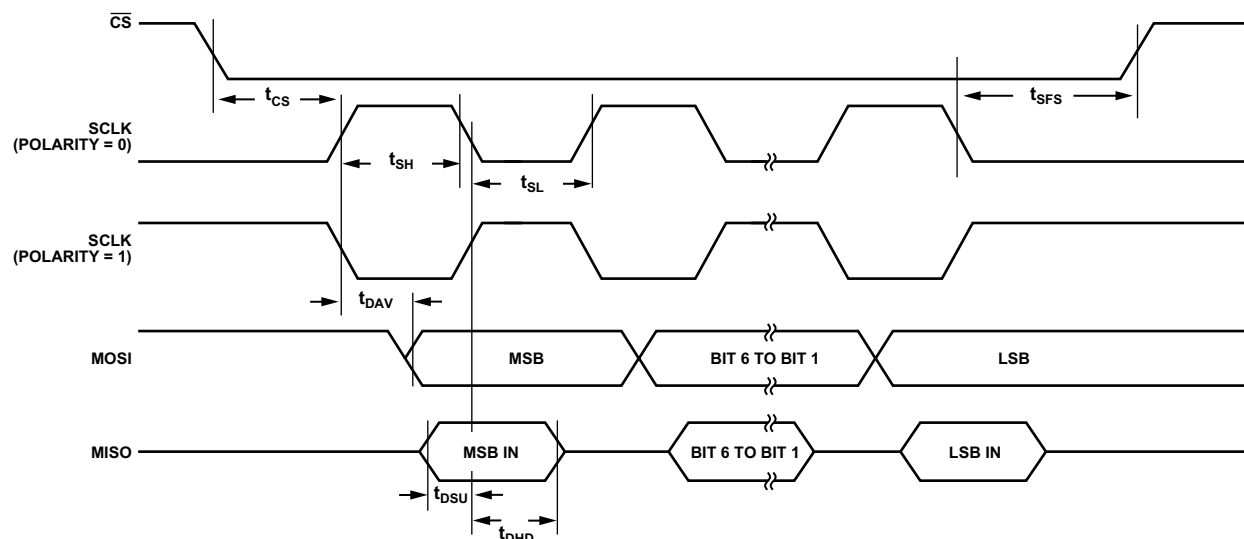 CS
tCS
tSFS
SCLK
(POLARITY = 0)
tSH
tSL
SCLK
(POLARITY = 1)
tDAV
MOSI
MSB
BIT 6 TO BIT 1
LSB
MISO
MSB IN
BIT 6 TO BIT 1
LSB IN
tDSU
tDHD